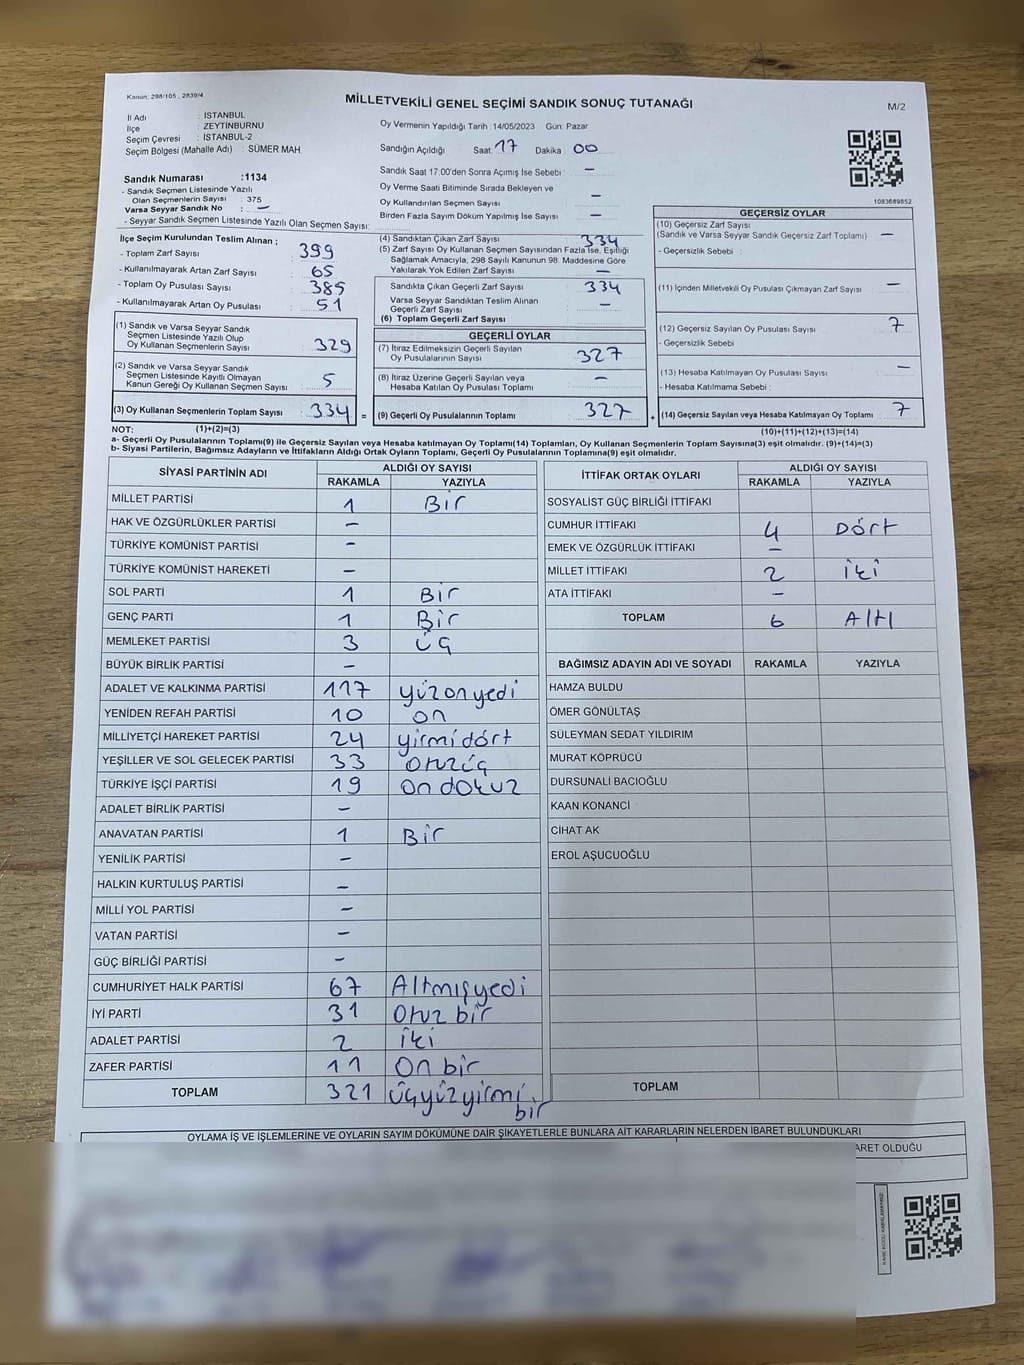 Kanun: 298/105 , 2839/4
MİLLETVEKİLİ GENEL SEÇİMİ SANDIK SONUÇ TUTANAĞI
M/2
İl Adı : İSTANBUL
İlçe : ZEYTİNBURNU
Seçim Çevresi : İSTANBUL-2
Seçim Bölgesi (Mahalle Adı) : SÜMER MAH.
Oy Vermenin Yapıldığı Tarih :14/05/2023 Gün: Pazar
Sandığın Açıldığı Saat: 17 Dakika 00
Sandık Saat 17:00'den Sonra Açımış İse Sebebi : –
Oy Verme Saati Bitiminde Sırada Bekleyen ve
Oy Kullandırılan Seçmen Sayısı : –
Birden Fazla Sayım Döküm Yapılmış İse Sayısı : –
1083689852
Sandık Numarası :1134
- Sandık Seçmen Listesinde Yazılı
Olan Seçmenlerin Sayısı : 375
Varsa Seyyar Sandık No : –
- Seyyar Sandık Seçmen Listesinde Yazılı Olan Seçmen Sayısı:
İlçe Seçim Kurulundan Teslim Alınan ;
- Toplam Zarf Sayısı : 399
- Kullanılmayarak Artan Zarf Sayısı : 65
- Toplam Oy Pusulası Sayısı : 385
- Kullanılmayarak Artan Oy Pusulası : 51
(1) Sandık ve Varsa Seyyar Sandık
Seçmen Listesinde Yazılı Olup
Oy Kullanan Seçmenlerin Sayısı : 329
(2) Sandık ve Varsa Seyyar Sandık
Seçmen Listesinde Kayıtlı Olmayan
Kanun Gereği Oy Kullanan Seçmen Sayısı : 5
(3) Oy Kullanan Seçmenlerin Toplam Sayısı : 334 =
(4) Sandıktan Çıkan Zarf Sayısı : 334
(5) Zarf Sayısı Oy Kullanan Seçmen Sayısından Fazla İse, Eşitliği
Sağlamak Amacıyla, 298 Sayılı Kanunun 98. Maddesine Göre
Yakılarak Yok Edilen Zarf Sayısı : –
Sandıkta Çıkan Geçerli Zarf Sayısı : 334
Varsa Seyyar Sandıktan Teslim Alınan
Geçerli Zarf Sayısı : –
(6) Toplam Geçerli Zarf Sayısı
GEÇERLİ OYLAR
(7) İtiraz Edilmeksizin Geçerli Sayılan
Oy Pusulalarının Sayısı : 327
(8) İtiraz Üzerine Geçerli Sayılan veya
Hesaba Katılan Oy Pusulası Toplamı : –
(9) Geçerli Oy Pusulalarının Toplamı : 327 +
GEÇERSİZ OYLAR
(10) Geçersiz Zarf Sayısı
(Sandık ve Varsa Seyyar Sandık Geçersiz Zarf Toplamı) –
- Geçersizlik Sebebi :
(11) İçinden Milletvekili Oy Pusulası Çıkmayan Zarf Sayısı : –
(12) Geçersiz Sayılan Oy Pusulası Sayısı : 7
- Geçersizlik Sebebi
(13) Hesaba Katılmayan Oy Pusulası Sayısı : –
- Hesaba Katılmama Sebebi :
(14) Geçersiz Sayılan veya Hesaba Katılmayan Oy Toplamı : 7
NOT: (1)+(2)=(3) (10)+(11)+(12)+(13)=(14)
a- Geçerli Oy Pusulalarının Toplamı(9) ile Geçersiz Sayılan veya Hesaba katılmayan Oy Toplamı(14) Toplamları, Oy Kullanan Seçmenlerin Toplam Sayısına(3) eşit olmalıdır. (9)+(14)=(3)
b- Siyasi Partilerin, Bağımsız Adayların ve İttifakların Aldığı Ortak Oyların Toplamı, Geçerli Oy Pusulalarının Toplamına(9) eşit olmalıdır.
SİYASİ PARTİNİN ADI ALDIĞI OY SAYISI
RAKAMLA YAZIYLA
MİLLET PARTİSİ 1 Bir
HAK VE ÖZGÜRLÜKLER PARTİSİ –
TÜRKİYE KOMÜNİST PARTİSİ –
TÜRKİYE KOMÜNİST HAREKETİ –
SOL PARTİ 1 Bir
GENÇ PARTİ 1 Bir
MEMLEKET PARTİSİ 3 üç
BÜYÜK BİRLİK PARTİSİ –
ADALET VE KALKINMA PARTİSİ 117 yüzonyedi
YENİDEN REFAH PARTİSİ 10 on
MİLLİYETÇİ HAREKET PARTİSİ 24 yirmidört
YEŞİLLER VE SOL GELECEK PARTİSİ 33 otuzüç
TÜRKİYE İŞÇİ PARTİSİ 19 on dokuz
ADALET BİRLİK PARTİSİ –
ANAVATAN PARTİSİ 1 Bir
YENİLİK PARTİSİ –
HALKIN KURTULUŞ PARTİSİ –
MİLLİ YOL PARTİSİ –
VATAN PARTİSİ –
GÜÇ BİRLİĞİ PARTİSİ –
CUMHURİYET HALK PARTİSİ 67 Altmışyedi
İYİ PARTİ 31 Otuz bir
ADALET PARTİSİ 2 iki
ZAFER PARTİSİ 11 On bir
TOPLAM 321 üçyüzyirmi
bir
İTTİFAK ORTAK OYLARI ALDIĞI OY SAYISI
RAKAMLA YAZIYLA
SOSYALİST GÜÇ BİRLİĞİ İTTİFAKI
CUMHUR İTTİFAKI 4 Dört
EMEK VE ÖZGÜRLÜK İTTİFAKI –
MİLLET İTTİFAKI 2 iki
ATA İTTİFAKI –
TOPLAM 6 Altı
BAĞIMSIZ ADAYIN ADI VE SOYADI RAKAMLA YAZIYLA
HAMZA BULDU
ÖMER GÖNÜLTAŞ
SÜLEYMAN SEDAT YILDIRIM
MURAT KÖPRÜCÜ
DURSUNALİ BACIOĞLU
KAAN KONANCİ
CİHAT AK
EROL AŞUCUOĞLU
TOPLAM
OYLAMA İŞ VE İŞLEMLERİNE VE OYLARIN SAYIM DÖKÜMÜNE DAİR ŞİKAYETLERLE BUNLARA AİT KARARLARIN NELERDEN İBARET BULUNDUKLARI
ARET OLDUĞU